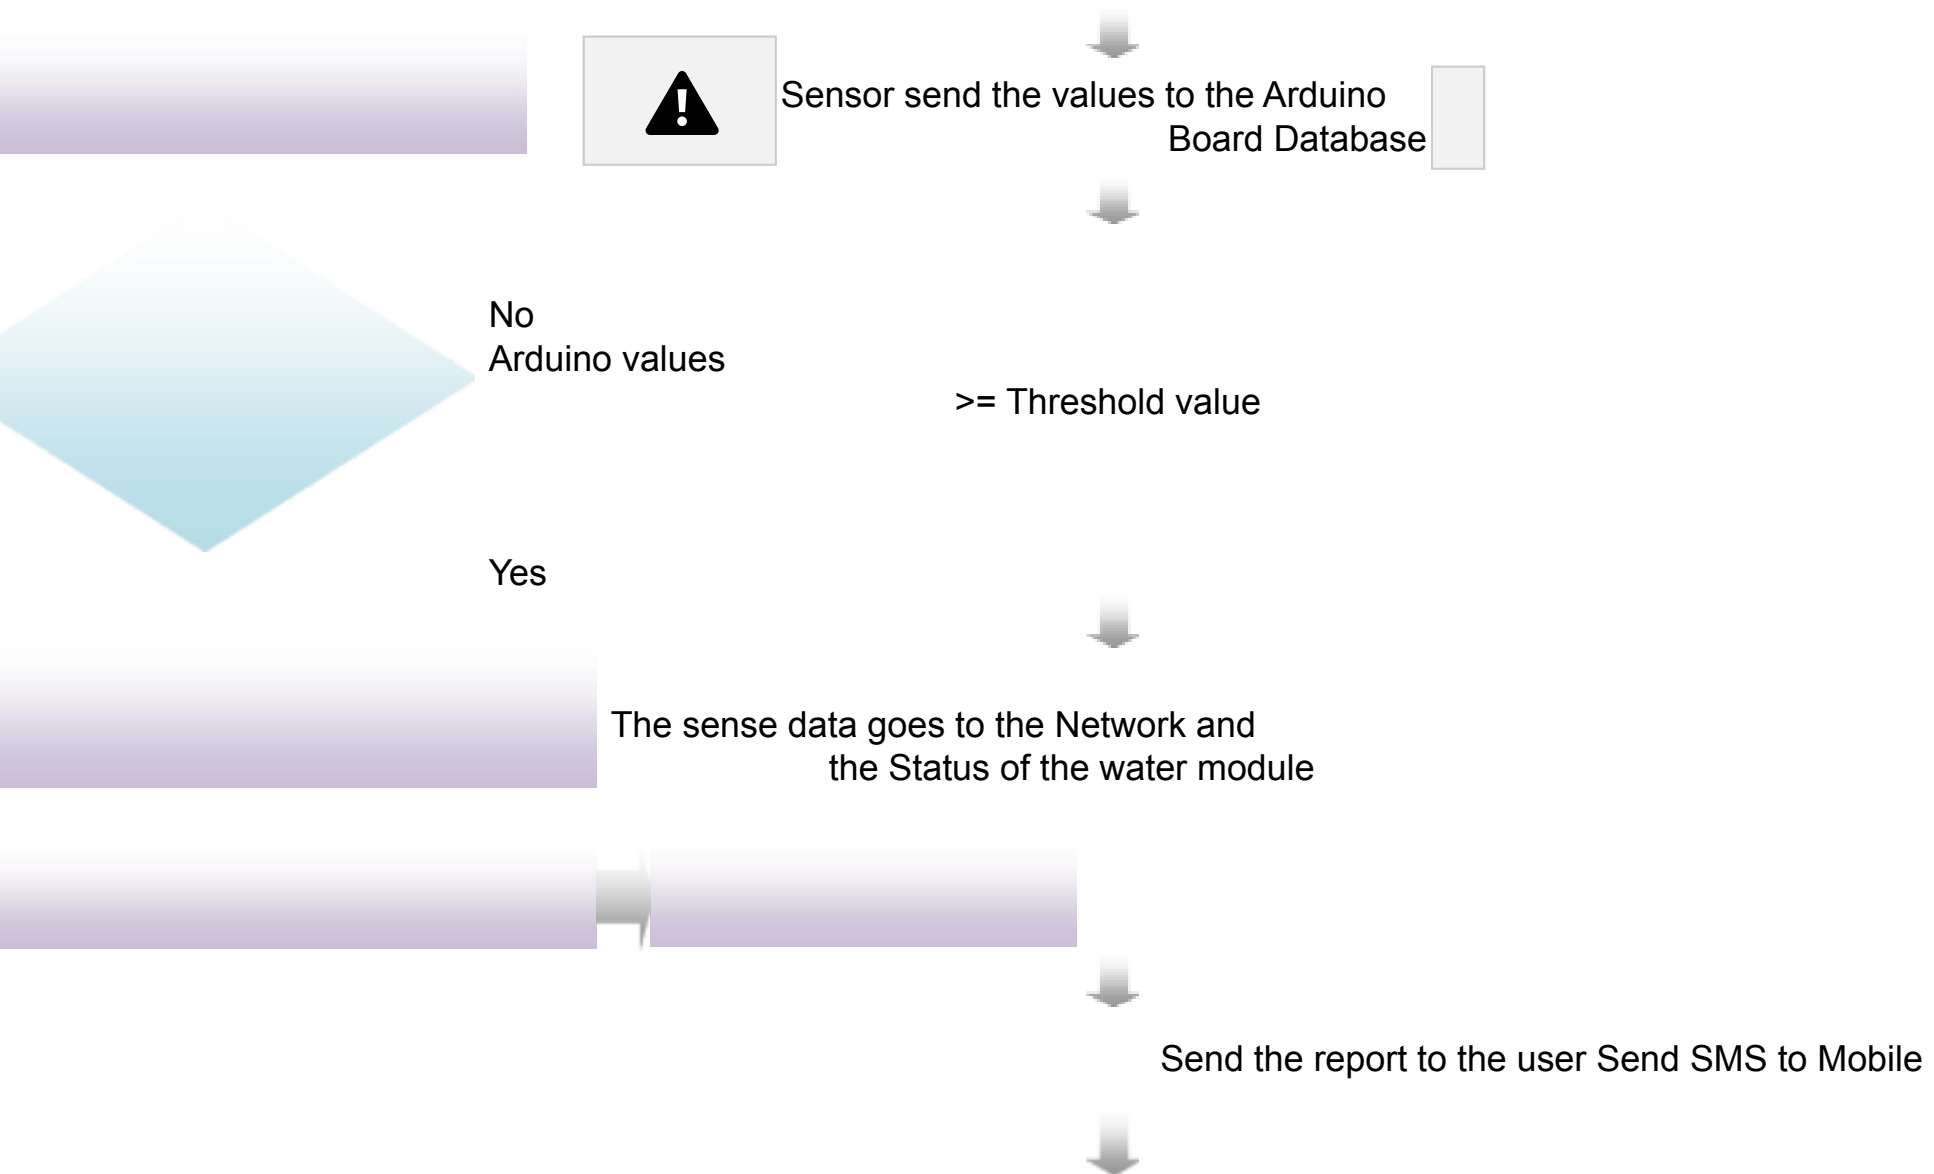 Sensor send the values to the Arduino
Board Database
No
Arduino values
>= Threshold value
Yes
The sense data goes to the Network and
the Status of the water module
Send the report to the user Send SMS to Mobile